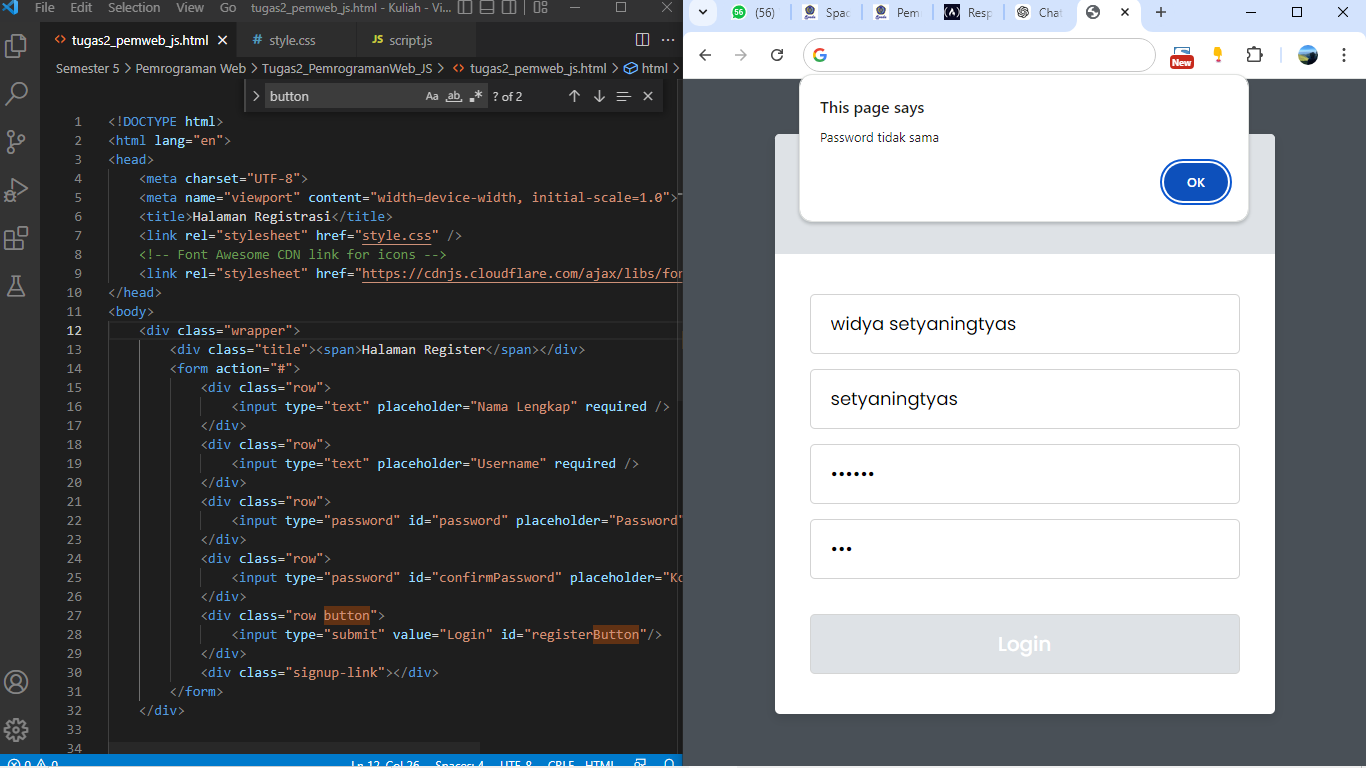 File Edit Selection View Go tugas2_pemweb_js.html - Kuliah - Vi...
tugas2_pemweb_js.html
# style.css
JS script.js
Semester 5 > Pemrograman Web > Tugas2_PemrogramanWeb_JS > tugas2_pemweb_js.html > html >
button Aa ab ? of 2
1 <!DOCTYPE html>
2 <html lang="en">
3 <head>
4 <meta charset="UTF-8">
5 <meta name="viewport" content="width=device-width, initial-scale=1.0">
6 <title>Halaman Registrasi</title>
7 <link rel="stylesheet" href="style.css" />
8 <!-- Font Awesome CDN link for icons -->
9 <link rel="stylesheet" href="https://cdnjs.cloudflare.com/ajax/libs/for
10 </head>
11 <body>
12 <div class="wrapper">
13 <div class="title"><span>Halaman Register</span></div>
14 <form action="#">
15 <div class="row">
16 <input type="text" placeholder="Nama Lengkap" required />
17 </div>
18 <div class="row">
19 <input type="text" placeholder="Username" required />
20 </div>
21 <div class="row">
22 <input type="password" id="password" placeholder="Password"
23 </div>
24 <div class="row">
25 <input type="password" id="confirmPassword" placeholder="Ko
26 </div>
27 <div class="row button">
28 <input type="submit" value="Login" id="registerButton"/>
29 </div>
30 <div class="signup-link"></div>
31 </form>
32 </div>
33
34
0 0 Ln 12, Col 26 Spaces: 4 UTF-8 CRLF HTML
56 (56) Spac Pem Resp Chat
New
This page says
Password tidak sama
OK
widya setyaningtyas
setyaningtyas
••••••
•••
Login